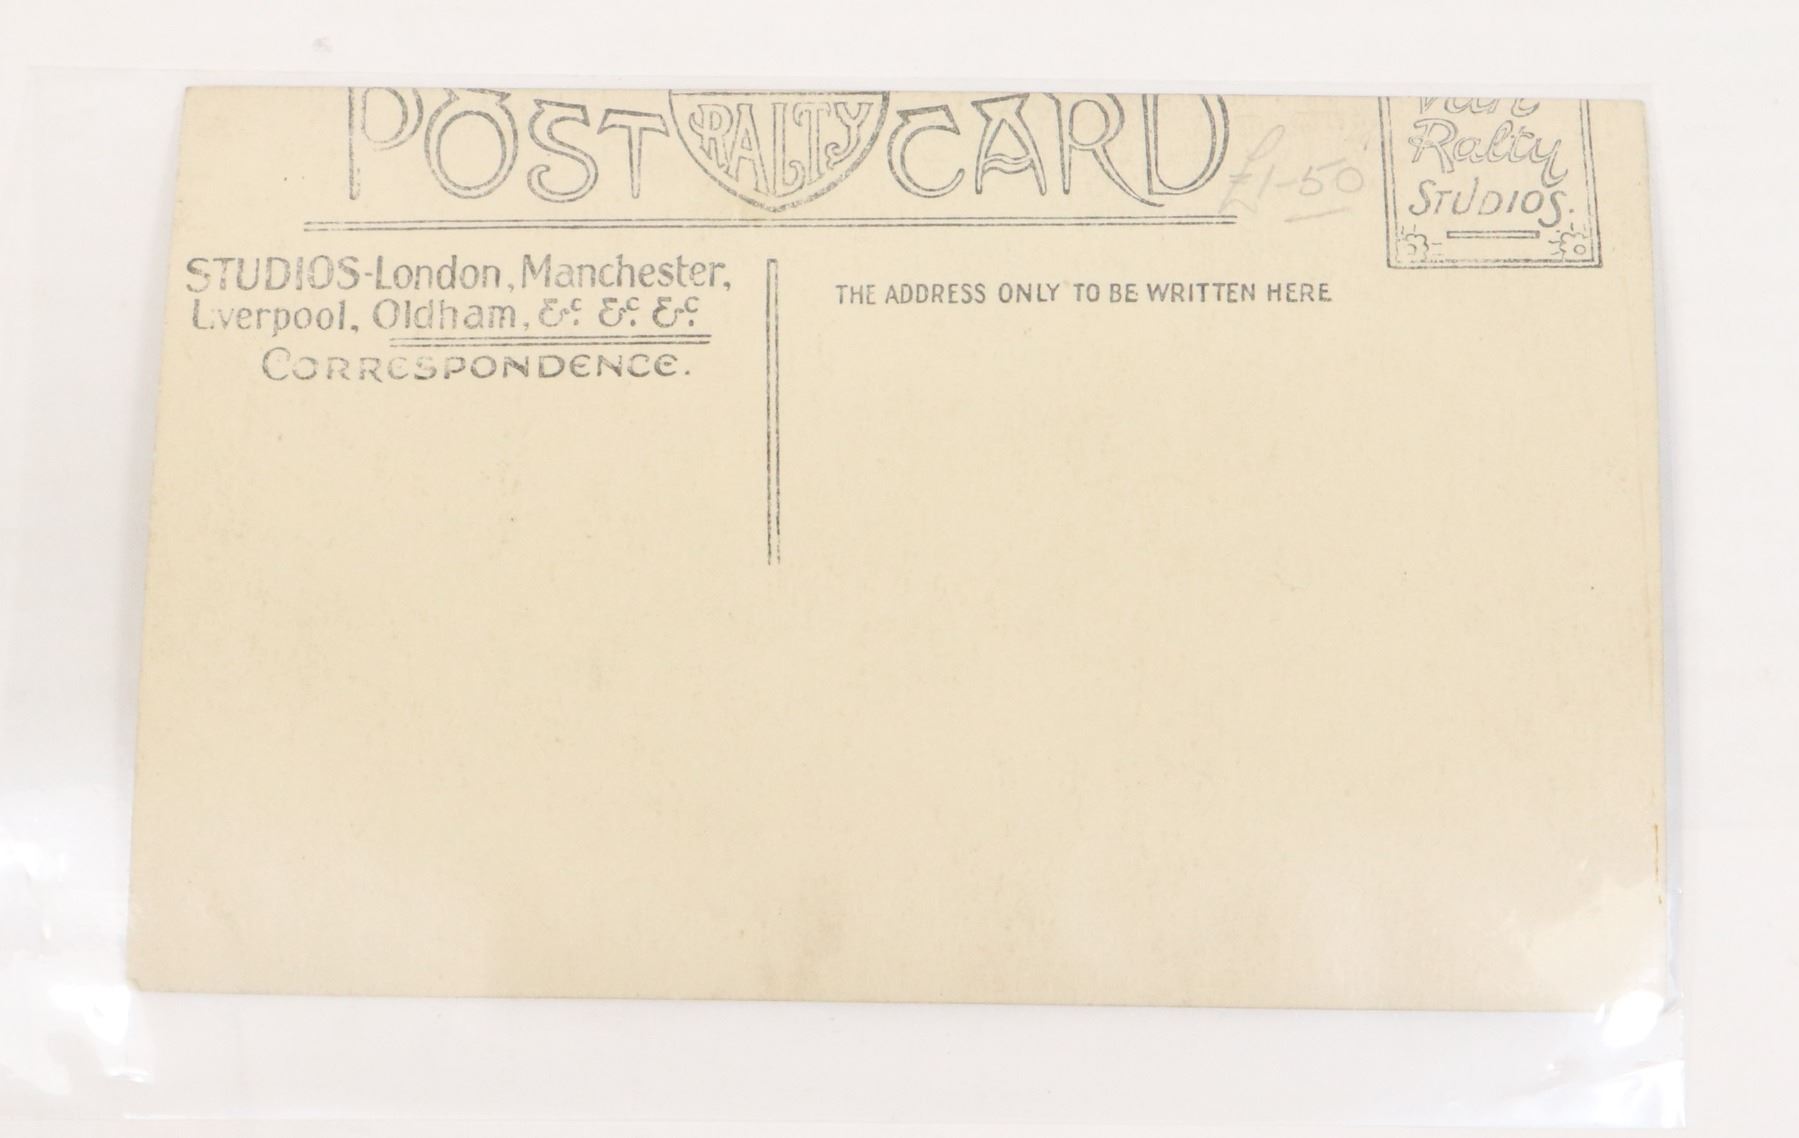 POST RALTY CARD
£1-50
Ralty
STUDIOS.
STUDIOS-London, Manchester,
Liverpool, Oldham, &c. &c. &c.
CORRESPONDENCE.
THE ADDRESS ONLY TO BE WRITTEN HERE